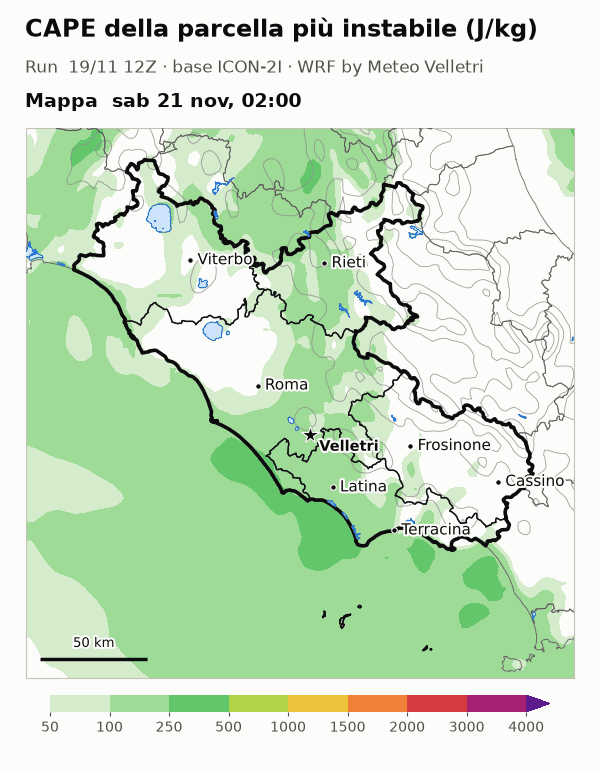 CAPE della parcella più instabile (J/kg)
Run  19/11 12Z · base ICON-2I · WRF by Meteo Velletri
Mappa  sab 21 nov, 02:00
Viterbo
Rieti
Roma
Velletri
Frosinone
Latina
Cassino
Terracina
50 km
50 100 250 500 1000 1500 2000 3000 4000